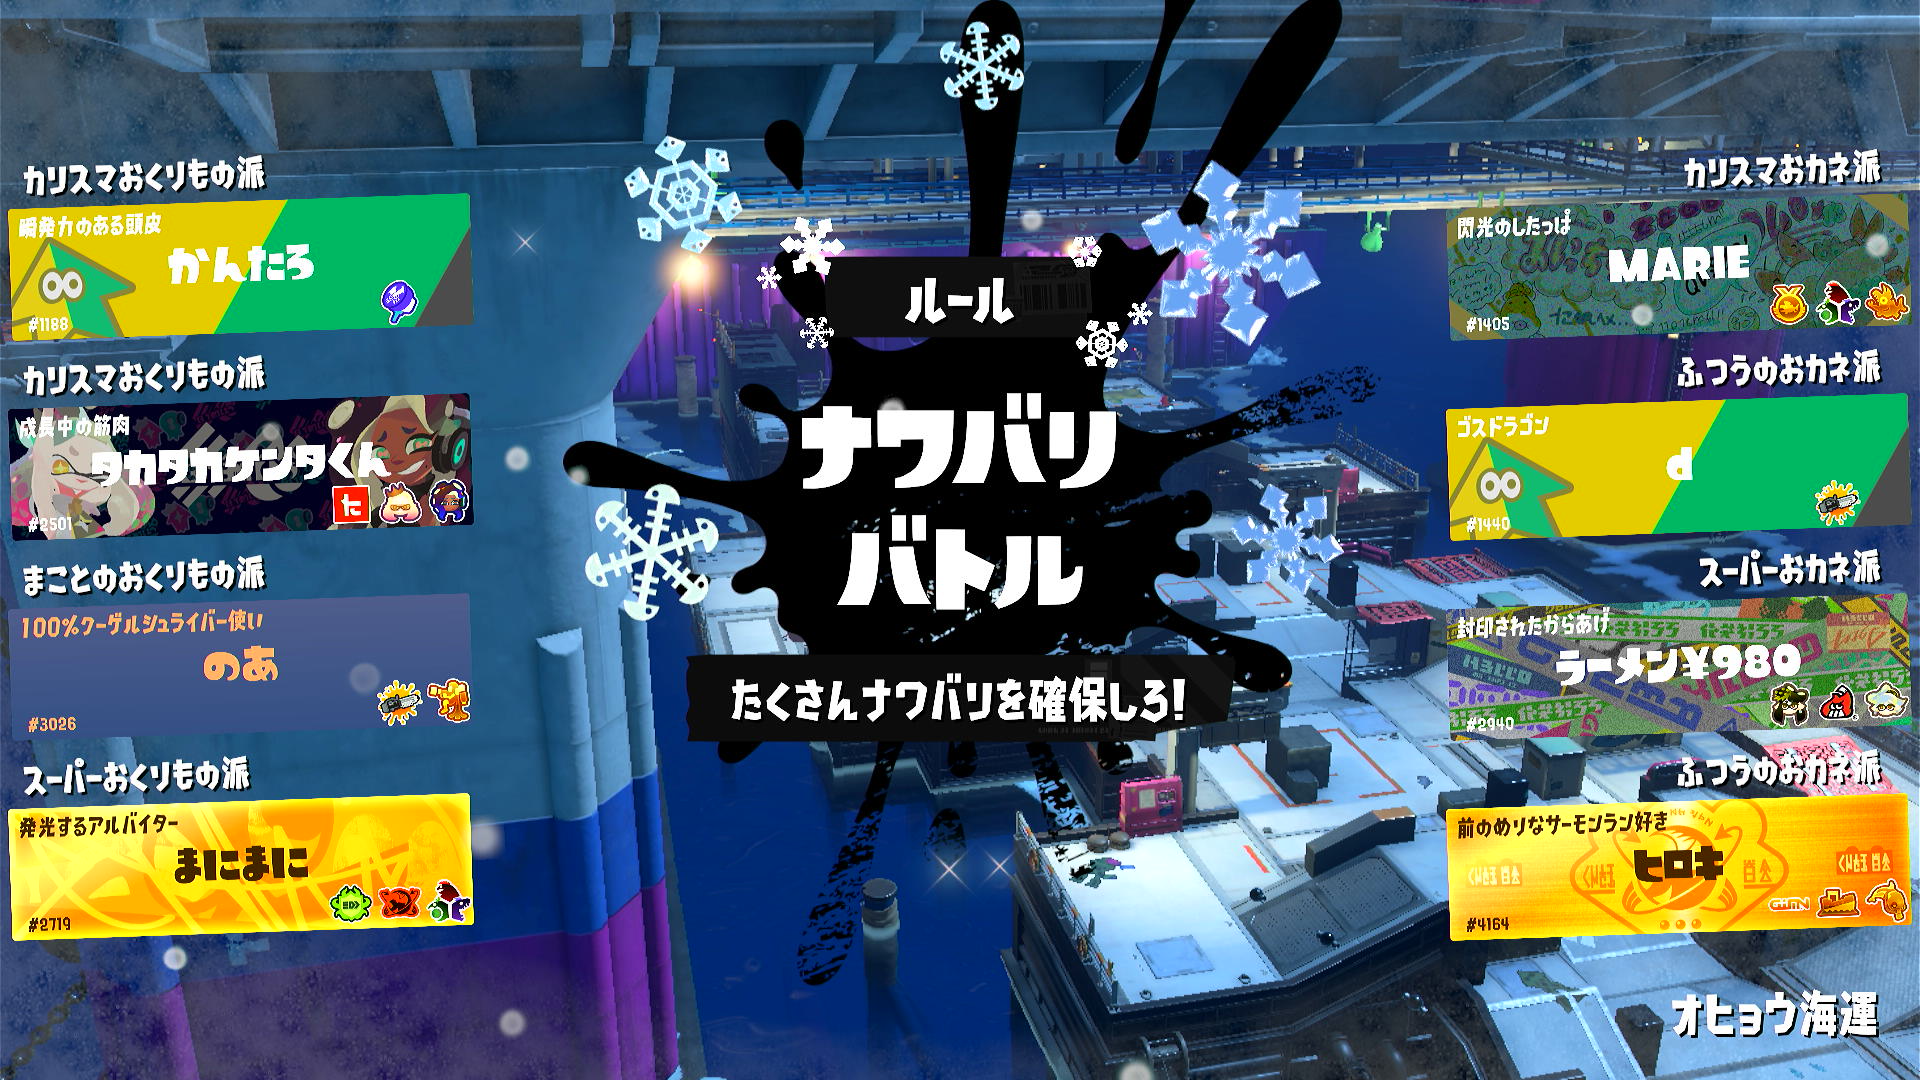 カリスマおくりもの派
瞬発力のある頭皮
かんたろ
#1188
カリスマおくりもの派
成長中の筋肉
タカタカケンタくん
た
#2501
まことのおくりもの派
100%クーゲルシュライバー使い
のあ
#3026
スーパーおくりもの派
発光するアルバイター
まにまに
#2719
ルール
ナワバリ
バトル
たくさんナワバリを確保しろ!
カリスマおカネ派
閃光のしたっぱ
MARIE
#1405
ふつうのおカネ派
ゴスドラゴン
d
#1440
スーパーおカネ派
封印されたからあげ
ラーメン¥980
#2940
ふつうのおカネ派
前のめりなサーモンラン好き
ヒロキ
#4164
オヒョウ海運